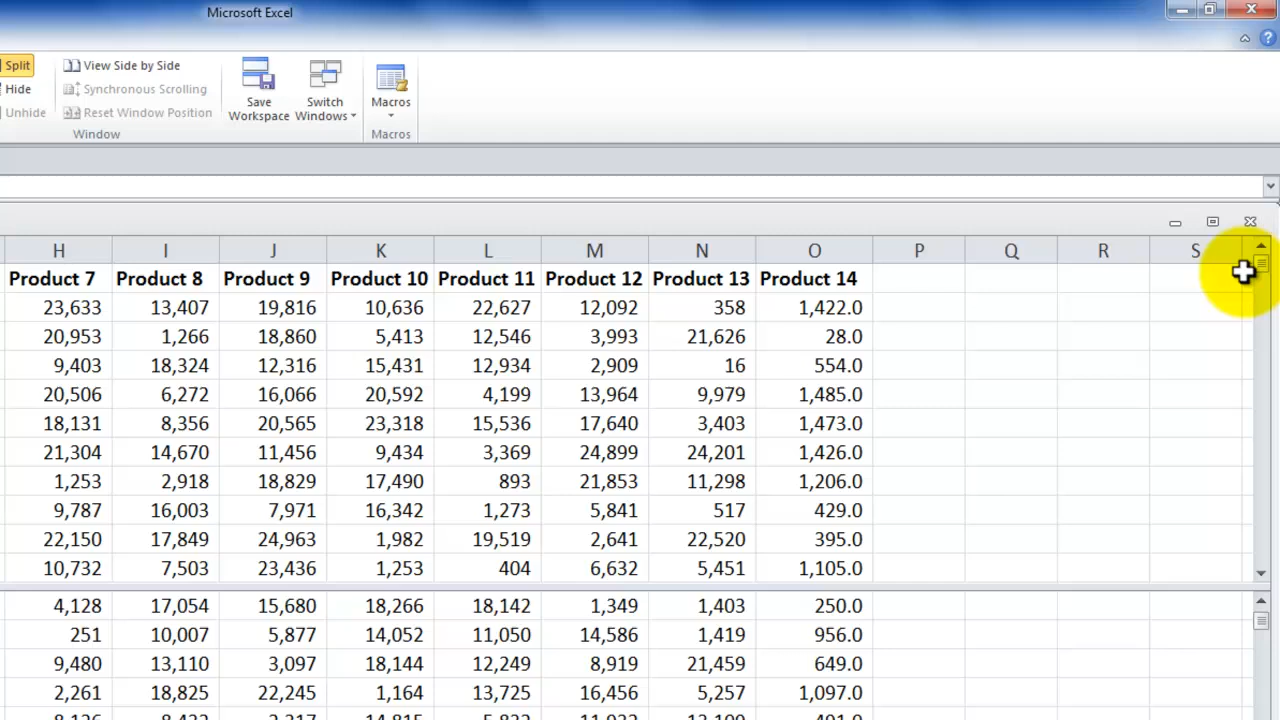 Microsoft Excel
Split View Side by Side
Hide Synchronous Scrolling
Unhide Reset Window Position
Save Workspace
Switch Windows
Macros
Window Macros
H I J K L M N O P Q R S
Product 7 Product 8 Product 9 Product 10 Product 11 Product 12 Product 13 Product 14
23,633 13,407 19,816 10,636 22,627 12,092 358 1,422.0
20,953 1,266 18,860 5,413 12,546 3,993 21,626 28.0
9,403 18,324 12,316 15,431 12,934 2,909 16 554.0
20,506 6,272 16,066 20,592 4,199 13,964 9,979 1,485.0
18,131 8,356 20,565 23,318 15,536 17,640 3,403 1,473.0
21,304 14,670 11,456 9,434 3,369 24,899 24,201 1,426.0
1,253 2,918 18,829 17,490 893 21,853 11,298 1,206.0
9,787 16,003 7,971 16,342 1,273 5,841 517 429.0
22,150 17,849 24,963 1,982 19,519 2,641 22,520 395.0
10,732 7,503 23,436 1,253 404 6,632 5,451 1,105.0
4,128 17,054 15,680 18,266 18,142 1,349 1,403 250.0
251 10,007 5,877 14,052 11,050 14,586 1,419 956.0
9,480 13,110 3,097 18,144 12,249 8,919 21,459 649.0
2,261 18,825 22,245 1,164 13,725 16,456 5,257 1,097.0